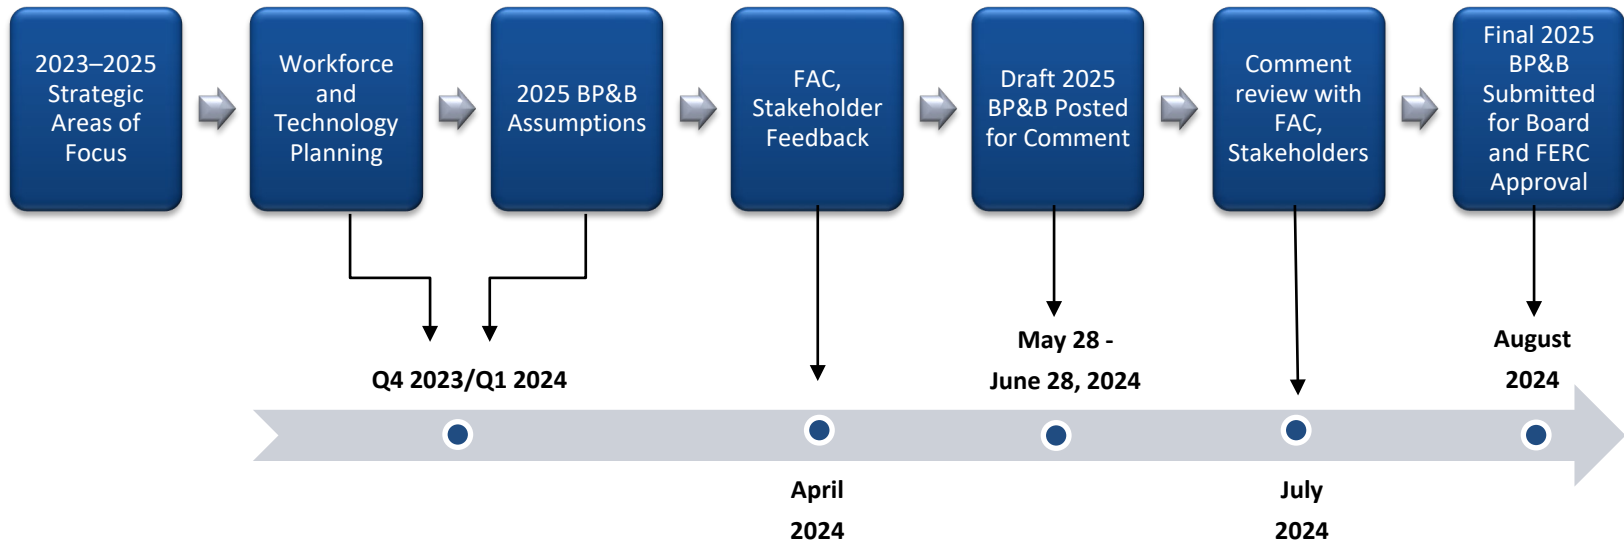 2023–2025
Strategic
Areas of
Focus
Workforce
and
Technology
Planning
2025 BP&B
Assumptions
FAC,
Stakeholder
Feedback
Draft 2025
BP&B Posted
for Comment
Comment
review with
FAC,
Stakeholders
Final 2025
BP&B
Submitted
for Board
and FERC
Approval
Q4 2023/Q1 2024
April
2024
May 28 -
June 28, 2024
July
2024
August
2024